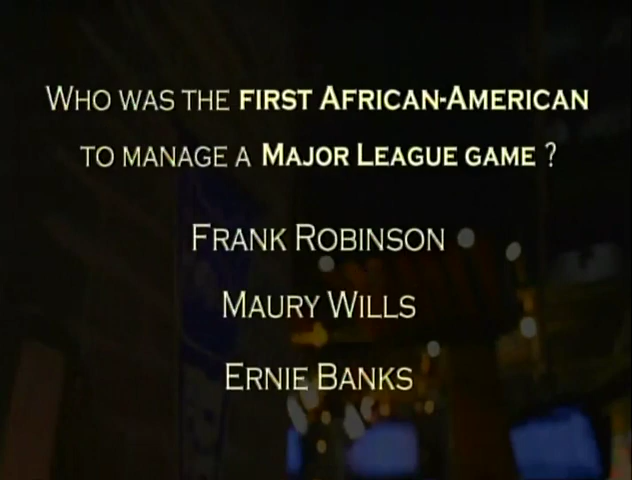 Who was the first African-American
to manage a Major League game ?
Frank Robinson
Maury Wills
Ernie Banks